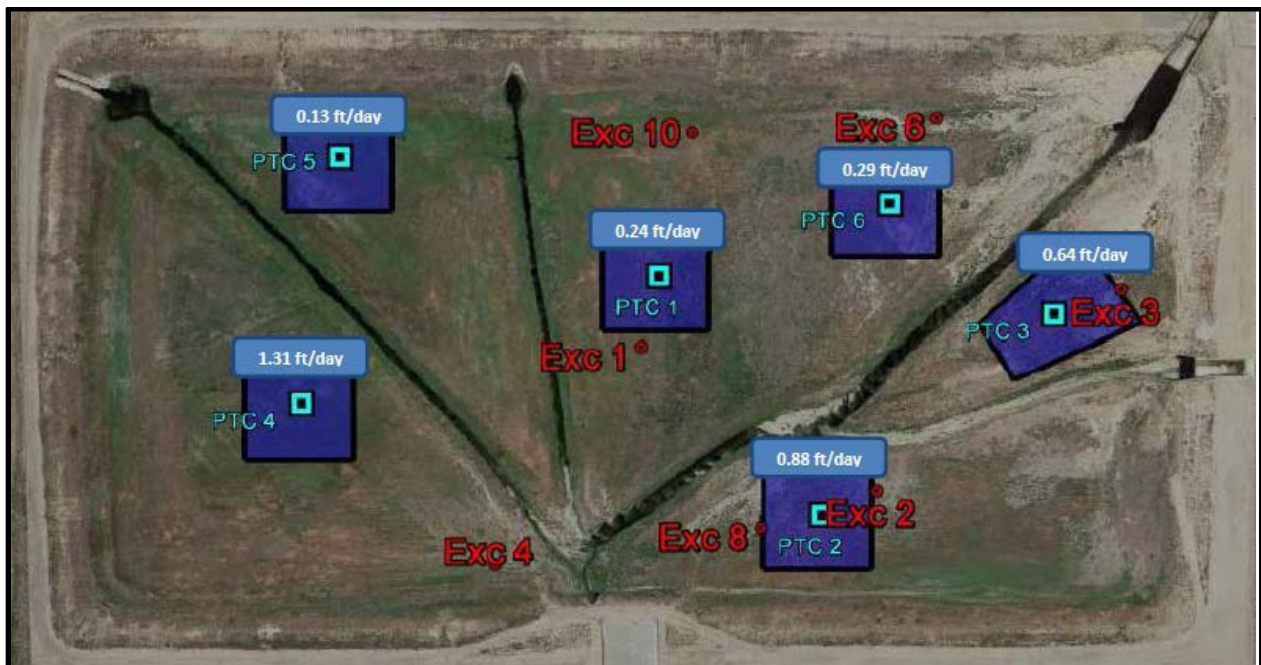 0.13 ft/day
PTC 5
Exc 10
Exc 6
0.29 ft/day
PTC 6
0.24 ft/day
PTC 1
0.64 ft/day
PTC 3
Exc 3
Exc 1
1.31 ft/day
PTC 4
0.88 ft/day
Exc 2
PTC 2
Exc 8
Exc 4